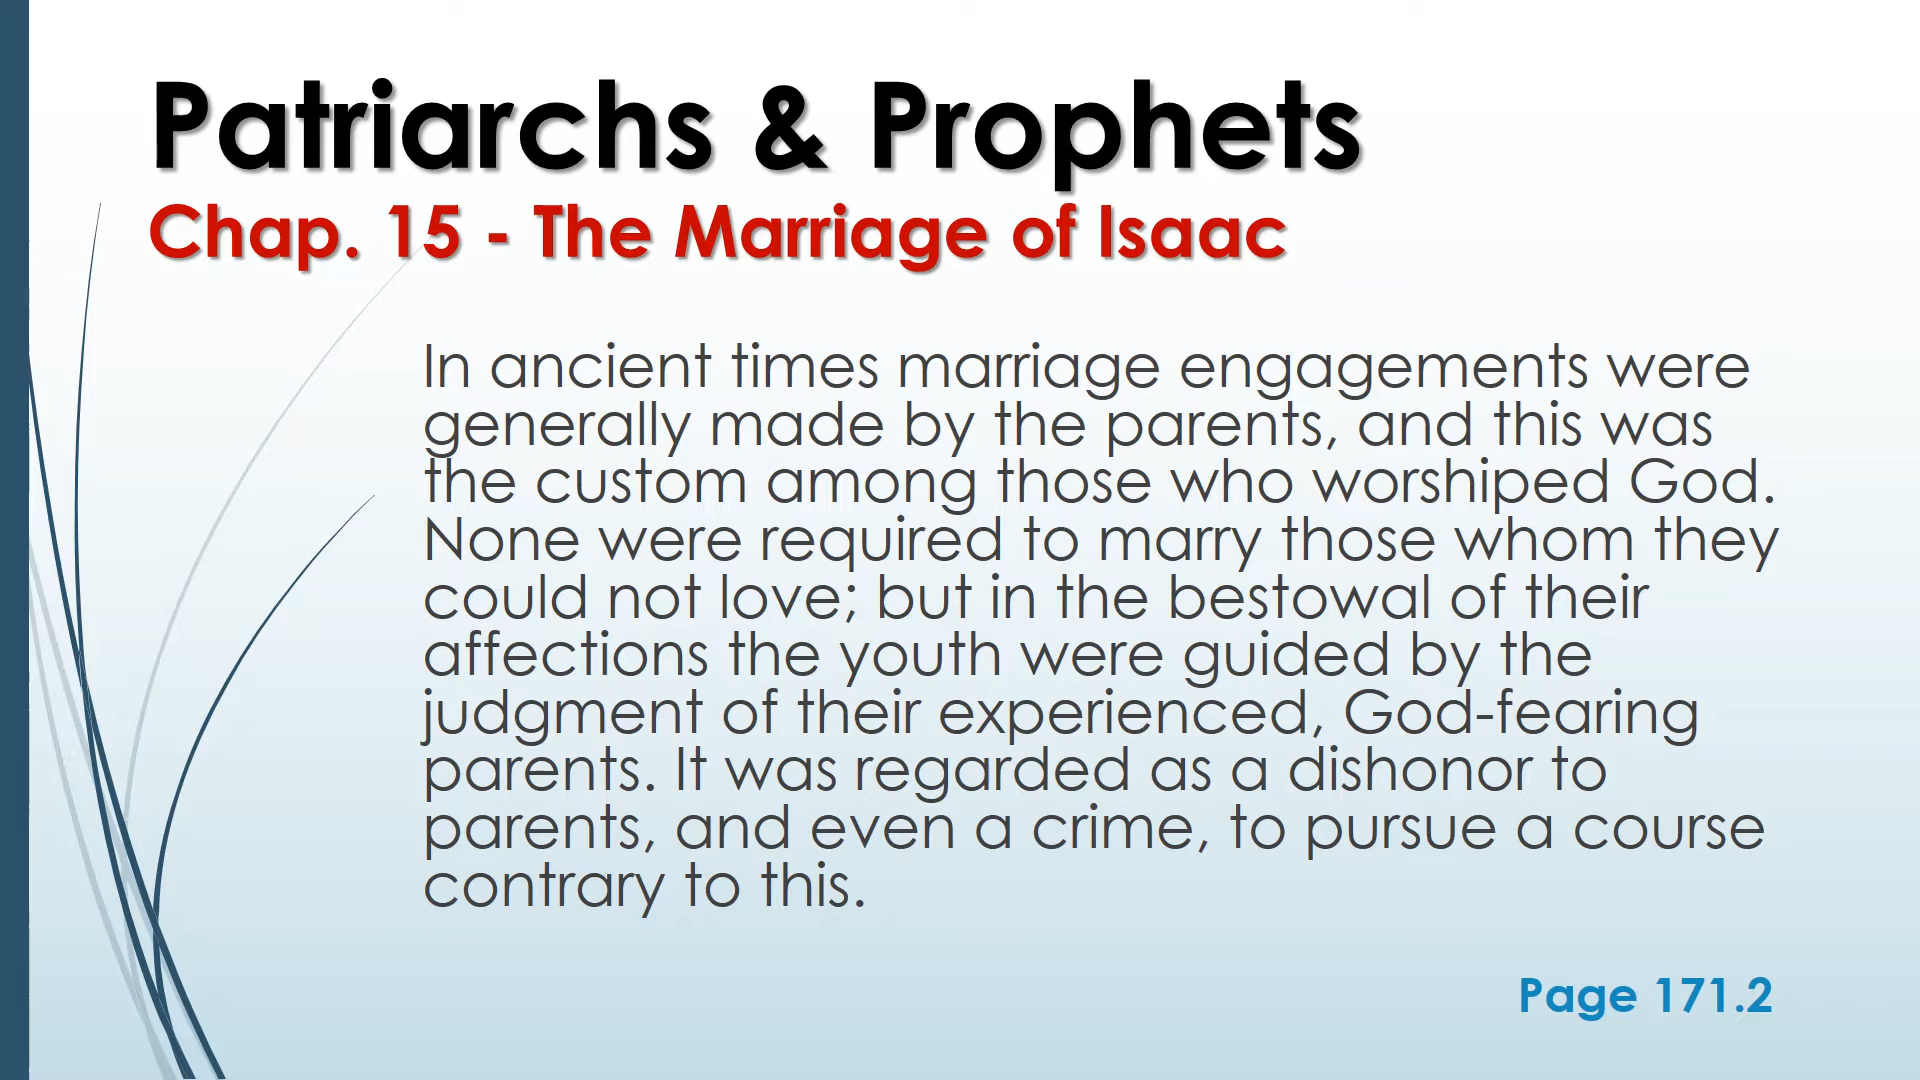 Patriarchs & Prophets
Chap. 15 - The Marriage of Isaac
In ancient times marriage engagements were
generally made by the parents, and this was
the custom among those who worshiped God.
None were required to marry those whom they
could not love; but in the bestowal of their
affections the youth were guided by the
judgment of their experienced, God-fearing
parents. It was regarded as a dishonor to
parents, and even a crime, to pursue a course
contrary to this.
Page 171.2